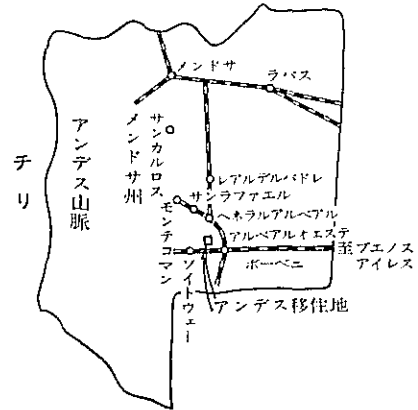 メンドサ
ラパス
サンカルロス
メンドサ州
アンデス山脈
チリ
レアルデルパドレ
サンラファエル
ヘネラルアルベアル
モンテコマン
アルベアルオエステ
至ブエノス
アイレス
ボーベニ
ソイトウェー
アンデス移住地